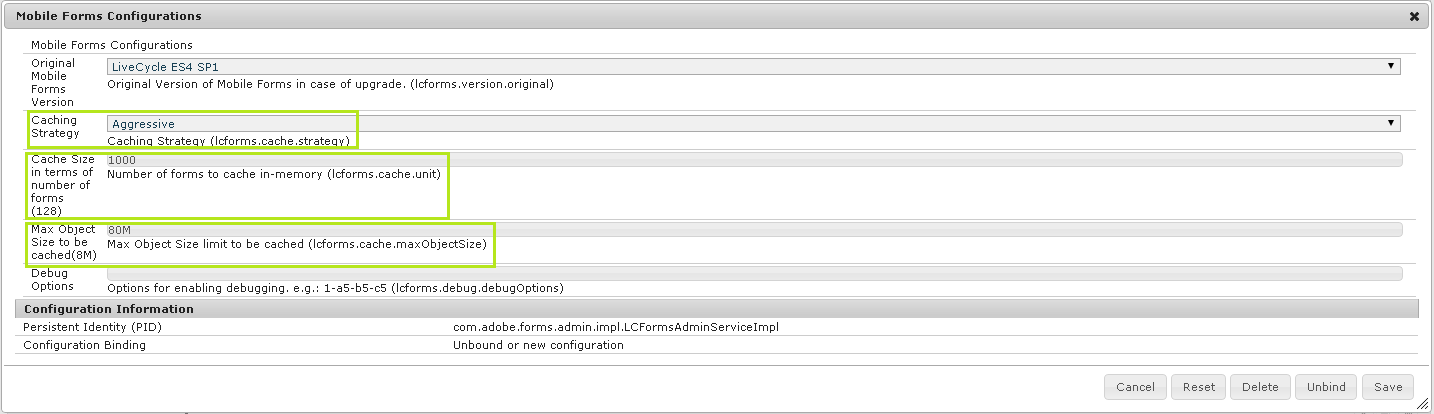 Mobile Forms Configurations
Mobile Forms Configurations
Original Mobile Forms Version
LiveCycle ES4 SP1
Original Version of Mobile Forms in case of upgrade. (lcforms.version.original)
Caching Strategy
Aggressive
Caching Strategy (lcforms.cache.strategy)
Cache Size in terms of number of forms (128)
1000
Number of forms to cache in-memory (lcforms.cache.unit)
Max Object Size to be cached(8M)
80M
Max Object Size limit to be cached (lcforms.cache.maxObjectSize)
Debug Options
Options for enabling debugging. e.g.: 1-a5-b5-c5 (lcforms.debug.debugOptions)
Configuration Information
Persistent Identity (PID) com.adobe.forms.admin.impl.LCFormsAdminServiceImpl
Configuration Binding Unbound or new configuration
Cancel Reset Delete Unbind Save